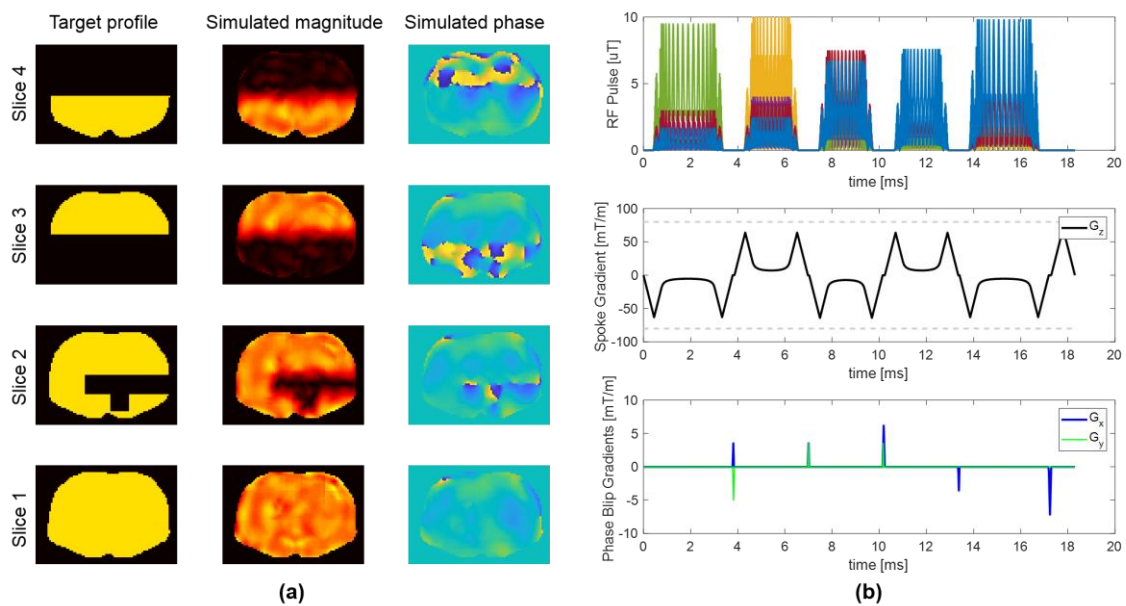 Target profile Simulated magnitude Simulated phase
Slice 4
Slice 3
Slice 2
Slice 1
(a)
RF Pulse [uT]
10
5
0
0 2 4 6 8 10 12 14 16 18 20
time [ms]
Spoke Gradient [mT/m]
100
50
0
-50
-100
G_z
0 2 4 6 8 10 12 14 16 18 20
time [ms]
Phase Blip Gradients [mT/m]
10
5
0
-5
-10
G_x
G_y
0 2 4 6 8 10 12 14 16 18 20
time [ms]
(b)